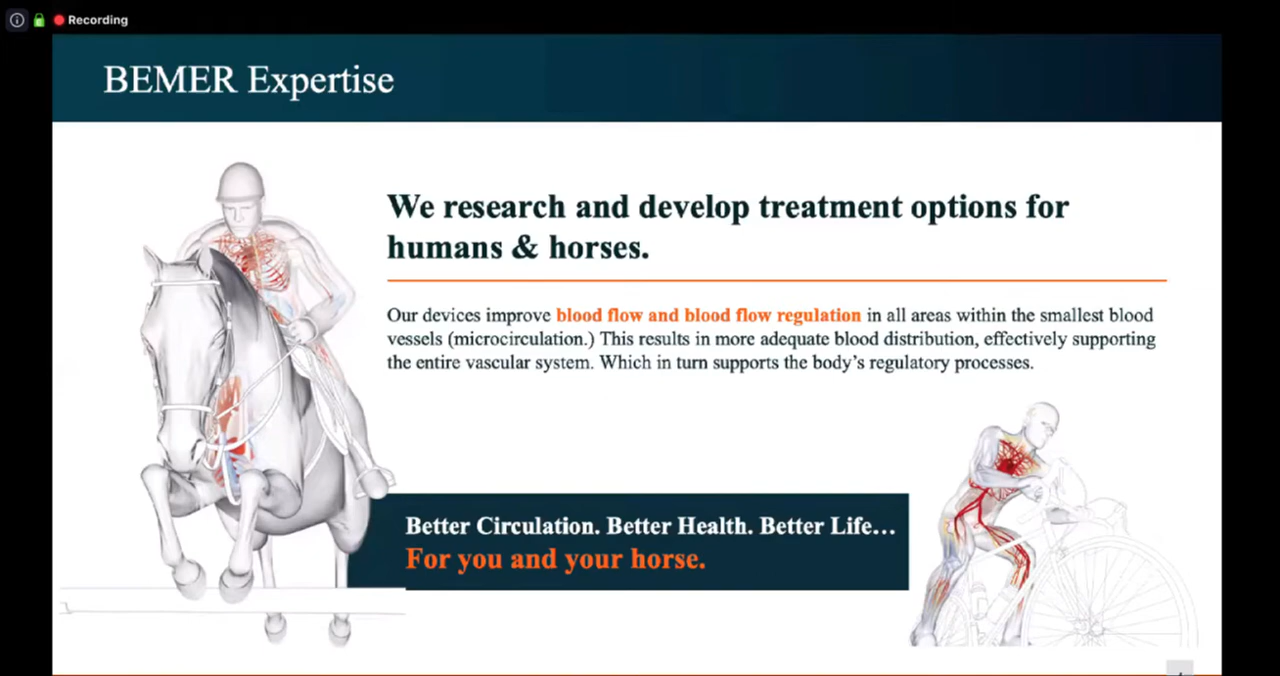 Recording
BEMER Expertise
We research and develop treatment options for
humans & horses.
Our devices improve blood flow and blood flow regulation in all areas within the smallest blood
vessels (microcirculation.) This results in more adequate blood distribution, effectively supporting
the entire vascular system. Which in turn supports the body’s regulatory processes.
Better Circulation. Better Health. Better Life…
For you and your horse.